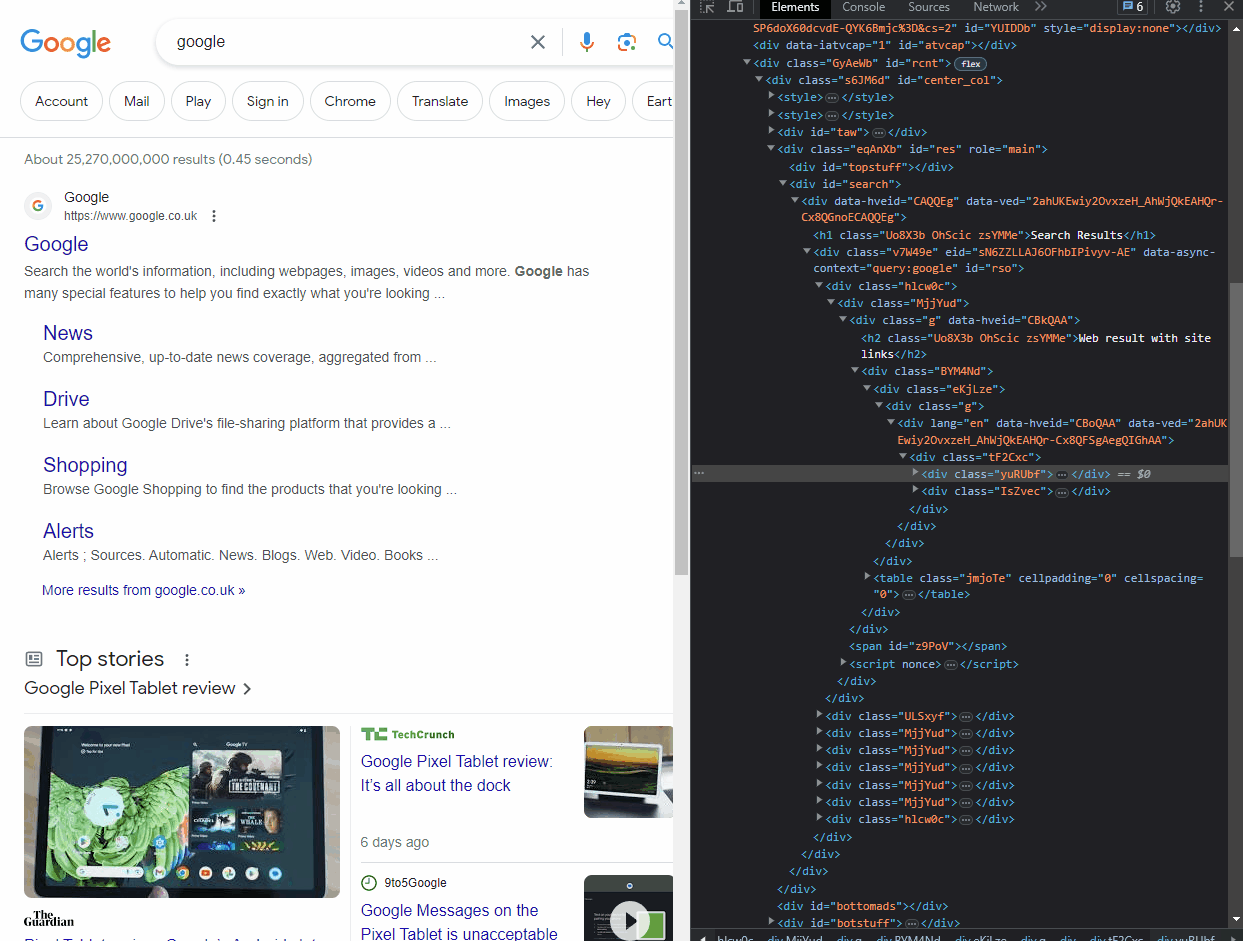 Google
google
Account Mail Play Sign in Chrome Translate Images Hey Eart
About 25,270,000,000 results (0.45 seconds)
G
Google
https://www.google.co.uk
Google
Search the world's information, including webpages, images, videos and more. Google has
many special features to help you find exactly what you're looking ...
News
Comprehensive, up-to-date news coverage, aggregated from ...
Drive
Learn about Google Drive's file-sharing platform that provides a ...
Shopping
Browse Google Shopping to find the products that you're looking ...
Alerts
Alerts ; Sources. Automatic. News. Blogs. Web. Video. Books ...
More results from google.co.uk »
Top stories
Google Pixel Tablet review
Welcome to your new Pixel
Google TV
THE COVENANT
THE WHALE
The Guardian
TechCrunch
Google Pixel Tablet review:
It's all about the dock
6 days ago
9to5Google
Google Messages on the
Pixel Tablet is unacceptable
Elements Console Sources Network 6
SP6doX60dcvdE-QYK6Bmjc%3D&cs=2" id="YUIDDb" style="display:none"></div>
<div data-iatvcap="1" id="atvcap"></div>
<div class="GyAeWb" id="rcnt"> flex
<div class="s6JM6d" id="center_col">
<style>…</style>
<style>…</style>
<div id="taw">…</div>
<div class="eqAnXb" id="res" role="main">
<div id="topstuff"></div>
<div id="search">
<div data-hveid="CAQQEg" data-ved="2ahUKEwiy2OvxzeH_AhWjQkEAHQr-
Cx8QGnoECAQQEg">
<h1 class="Uo8X3b OhScic zsYMMe">Search Results</h1>
<div class="v7W49e" eid="sN6ZZLLAJ6OFhbIPivyv-AE" data-async-
context="query:google" id="rso">
<div class="hlcw0c">
<div class="MjjYud">
<div class="g" data-hveid="CBkQAA">
<h2 class="Uo8X3b OhScic zsYMMe">Web result with site
links</h2>
<div class="BYM4Nd">
<div class="eKjLze">
<div class="g">
<div lang="en" data-hveid="CBoQAA" data-ved="2ahUK
Ewiy2OvxzeH_AhWjQkEAHQr-Cx8QFSgAegQIGhAA">
<div class="tF2Cxc">
<div class="yuRUbf">…</div> == $0
<div class="IsZvec">…</div>
</div>
</div>
</div>
</div>
<table class="jmjoTe" cellpadding="0" cellspacing=
"0">…</table>
</div>
</div>
<span id="z9PoV"></span>
<script nonce>…</script>
</div>
</div>
<div class="ULSxyf">…</div>
<div class="MjjYud">…</div>
<div class="MjjYud">…</div>
<div class="MjjYud">…</div>
<div class="MjjYud">…</div>
<div class="MjjYud">…</div>
<div class="hlcw0c">…</div>
</div>
</div>
</div>
</div>
<div id="bottomads"></div>
<div id="botstuff">…</div>